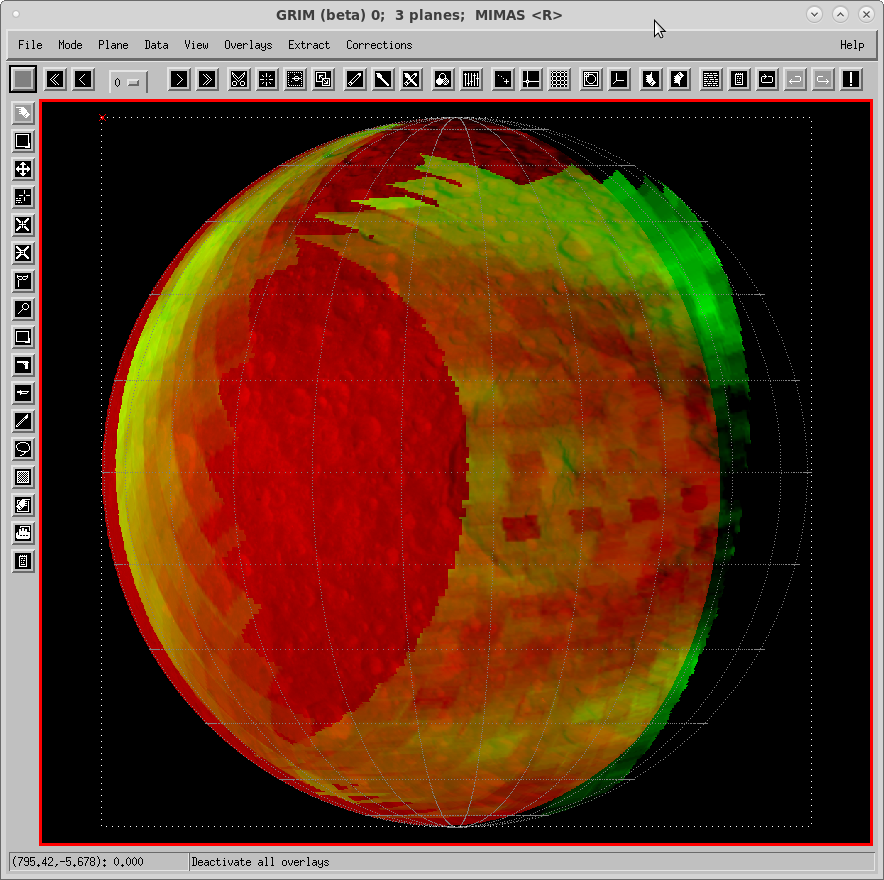 GRIM (beta) 0;  3 planes;  MIMAS <R>
File Mode Plane Data View Overlays Extract Corrections Help
0
(795.42,-5.678): 0.000 Deactivate all overlays